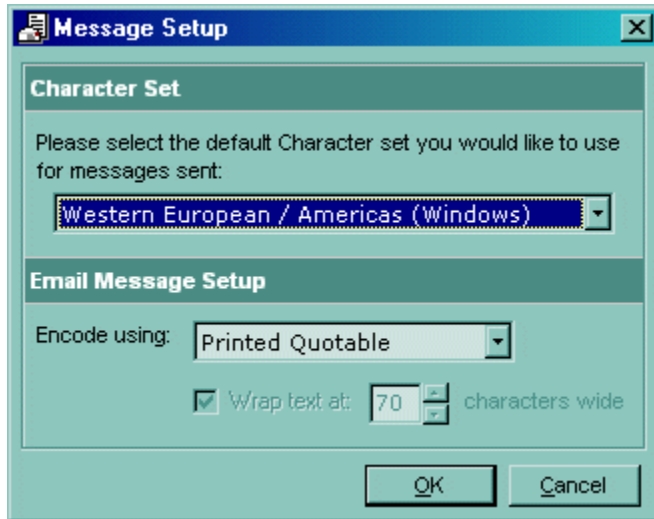 Message Setup
Character Set
Please select the default Character set you would like to use
for messages sent:
Western European / Americas (Windows)
Email Message Setup
Encode using: Printed Quotable
Wrap text at: 70 characters wide
OK Cancel